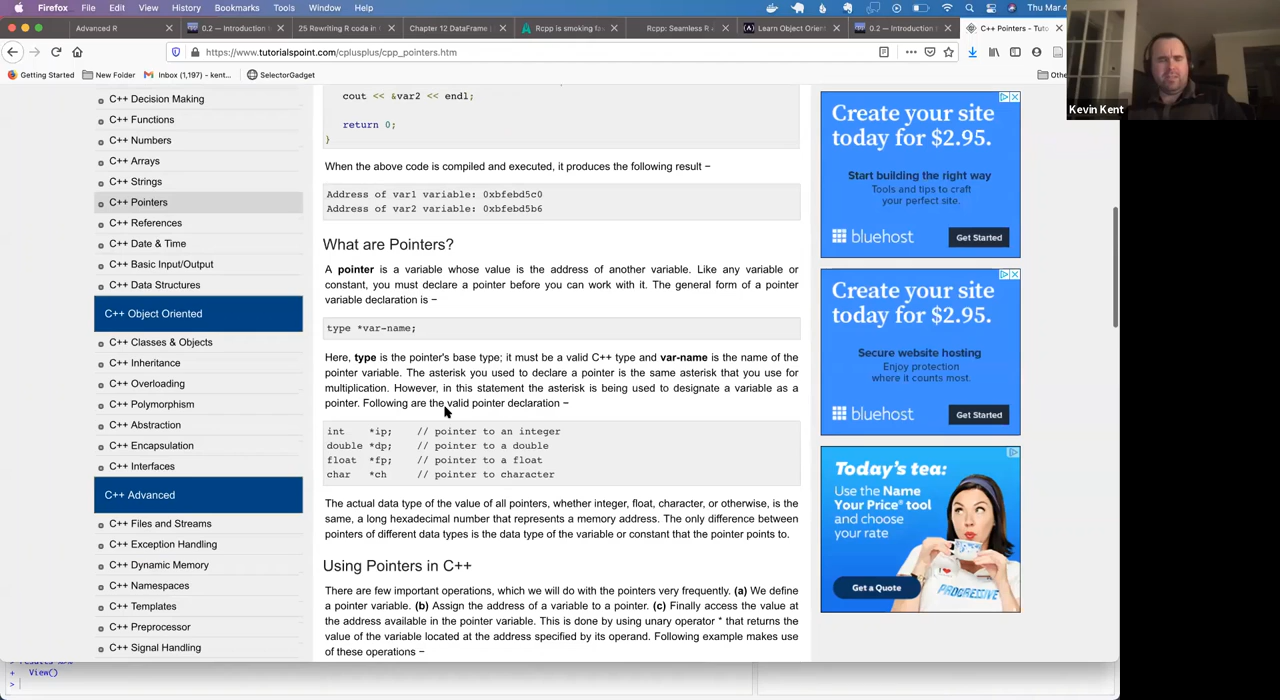 Firefox File Edit View History Bookmarks Tools Window Help
Thu Mar 4
Advanced R
0.2 — Introduction
25 Rewriting R code in
Chapter 12 DataFrame
Rcpp is smoking fa
Rcpp: Seamless R
Learn Object Orien
0.2 — Introduction
C++ Pointers - Tuto
https://www.tutorialspoint.com/cplusplus/cpp_pointers.htm
Getting Started
New Folder
Inbox (1,197) - kent...
SelectorGadget
Kevin Kent
C++ Decision Making
C++ Functions
C++ Numbers
C++ Arrays
C++ Strings
C++ Pointers
C++ References
C++ Date & Time
C++ Basic Input/Output
C++ Data Structures
C++ Object Oriented
C++ Classes & Objects
C++ Inheritance
C++ Overloading
C++ Polymorphism
C++ Abstraction
C++ Encapsulation
C++ Interfaces
C++ Advanced
C++ Files and Streams
C++ Exception Handling
C++ Dynamic Memory
C++ Namespaces
C++ Templates
C++ Preprocessor
C++ Signal Handling
cout << &var2 << endl;
return 0;
}
When the above code is compiled and executed, it produces the following result −
Address of var1 variable: 0xbfebd5c0
Address of var2 variable: 0xbfebd5b6
What are Pointers?
A pointer is a variable whose value is the address of another variable. Like any variable or
constant, you must declare a pointer before you can work with it. The general form of a pointer
variable declaration is −
type *var-name;
Here, type is the pointer's base type; it must be a valid C++ type and var-name is the name of the
pointer variable. The asterisk you used to declare a pointer is the same asterisk that you use for
multiplication. However, in this statement the asterisk is being used to designate a variable as a
pointer. Following are the valid pointer declaration −
int *ip; // pointer to an integer
double *dp; // pointer to a double
float *fp; // pointer to a float
char *ch // pointer to character
The actual data type of the value of all pointers, whether integer, float, character, or otherwise, is the
same, a long hexadecimal number that represents a memory address. The only difference between
pointers of different data types is the data type of the variable or constant that the pointer points to.
Using Pointers in C++
There are few important operations, which we will do with the pointers very frequently. (a) We define
a pointer variable. (b) Assign the address of a variable to a pointer. (c) Finally access the value at
the address available in the pointer variable. This is done by using unary operator * that returns the
value of the variable located at the address specified by its operand. Following example makes use
of these operations −
Create your site
today for $2.95.
Start building the right way
Tools and tips to craft
your perfect site.
bluehost
Get Started
Create your site
today for $2.95.
Secure website hosting
Enjoy protection
where it counts most.
bluehost
Get Started
Today's tea:
Use the Name
Your Price® tool
and choose
your rate
Get a Quote
PROGRESSIVE
+ View()
>